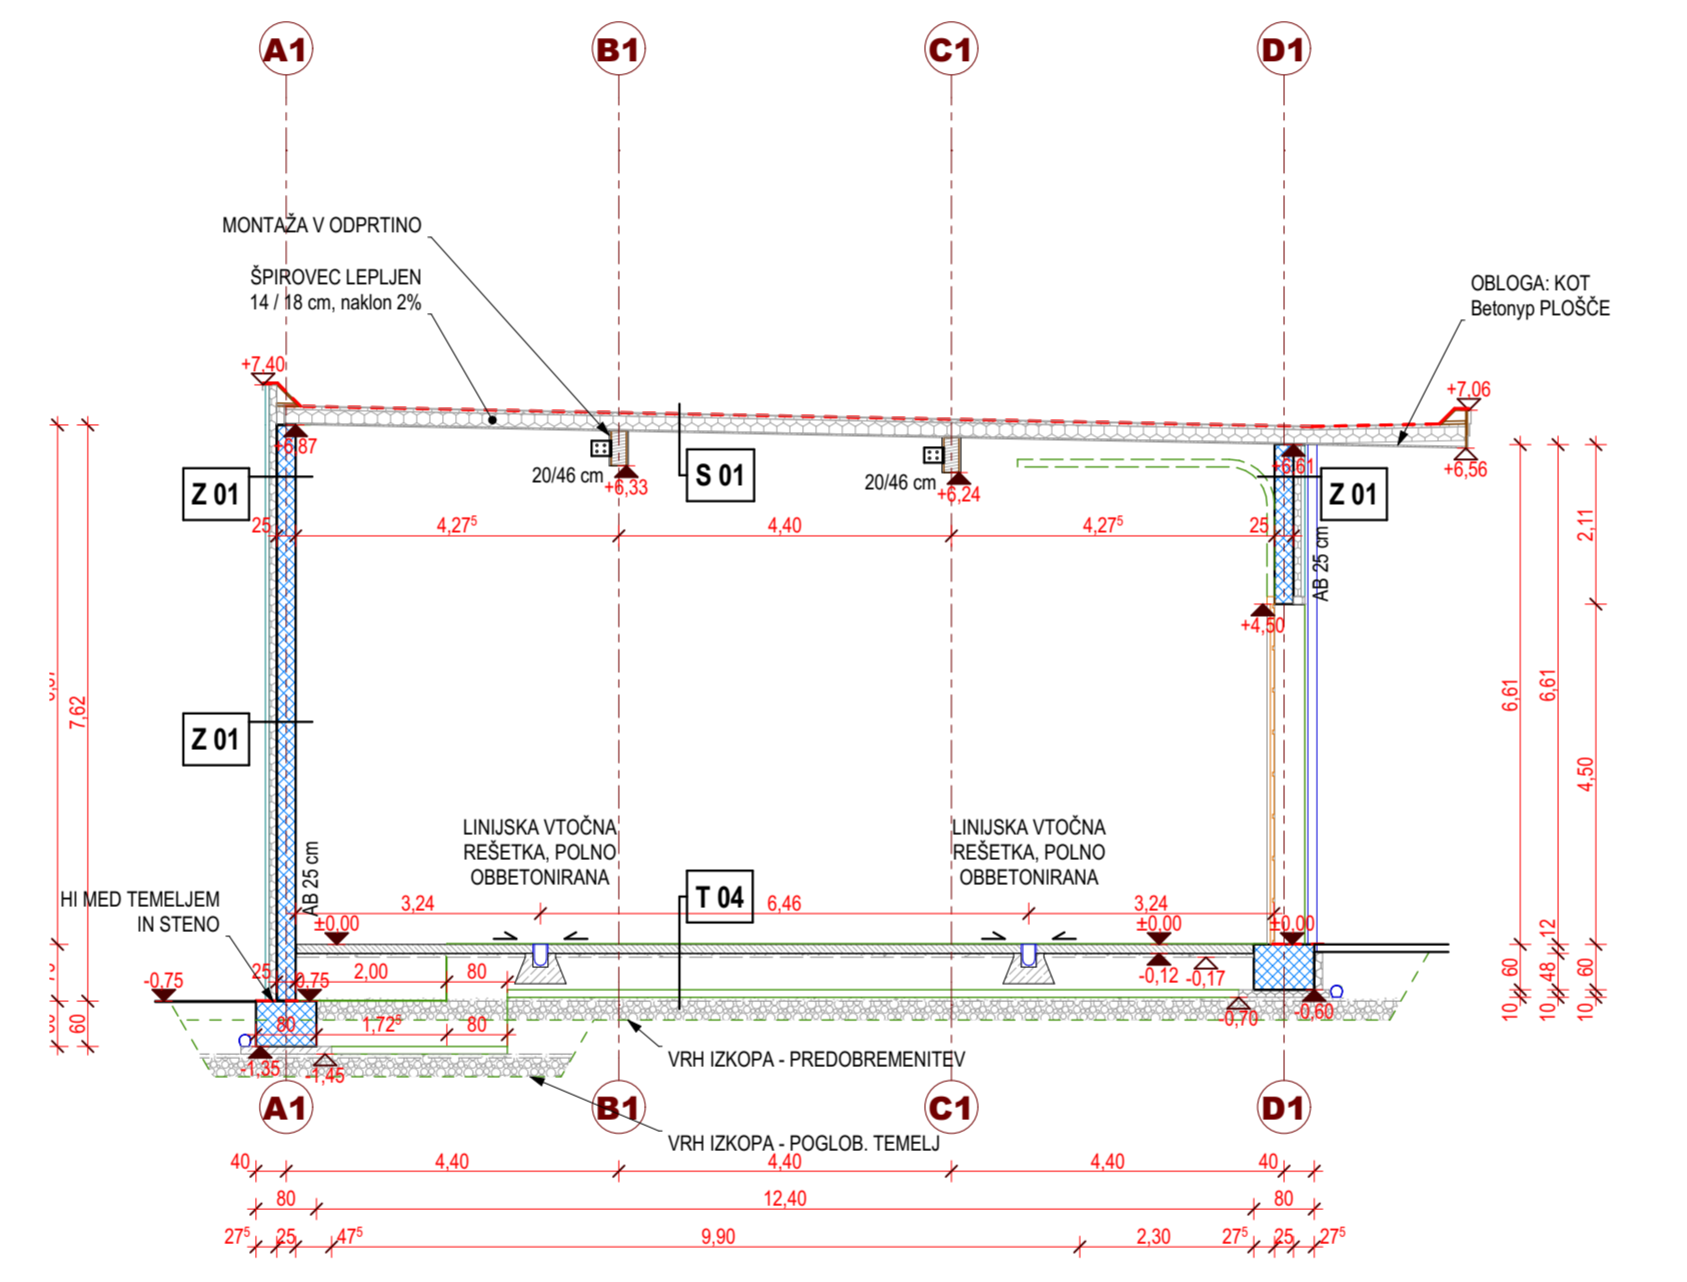 A1 B1 C1 D1
MONTAŽA V ODPRTINO
ŠPIROVEC LEPLJEN
14 / 18 cm, naklon 2%
OBLOGA: KOT
Betonyp PLOŠČE
+7,40
+7,06
+6,87
+6,61
+6,56
20/46 cm
+6,33
20/46 cm
+6,24
Z 01
S 01
Z 01
25 4,27⁵ 4,40 4,27⁵ 25
AB 25 cm
2,11
+4,50
7,62
6,61
6,61
4,50
Z 01
LINIJSKA VTOČNA
REŠETKA, POLNO
OBBETONIRANA
LINIJSKA VTOČNA
REŠETKA, POLNO
OBBETONIRANA
AB 25 cm
HI MED TEMELJEM
IN STENO
T 04
3,24 6,46 3,24
±0,00 ±0,00 ±0,00
12
-0,75
25
-0,75
2,00 80
-0,12
-0,17
60 48 60
10 10 10
-0,70
-0,60
60
80 1,72⁵ 80
-1,35
-1,45
VRH IZKOPA - PREDOBREMENITEV
VRH IZKOPA - POGLOB. TEMELJ
A1 B1 C1 D1
40 4,40 4,40 4,40 40
80 12,40 80
27⁵ 25 47⁵ 9,90 2,30 27⁵ 25 27⁵